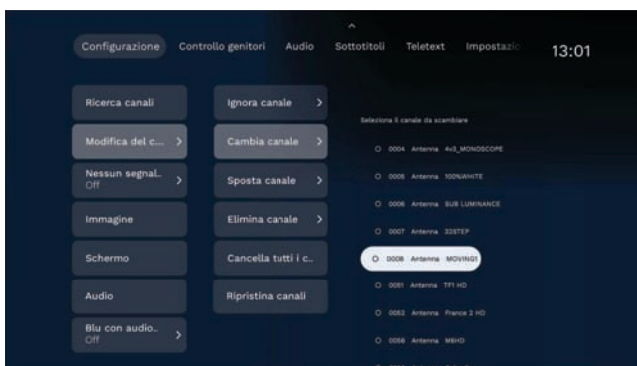 Configurazione Controllo genitori Audio Sottotitoli Teletext Impostazio
13:01
Ricerca canali
Modifica del c...
Nessun segnal..
Off
Immagine
Schermo
Audio
Blu con audio..
Off
Ignora canale
Cambia canale
Sposta canale
Elimina canale
Cancella tutti i c..
Ripristina canali
Seleziona il canale da scambiare
0004 Antenna 4x3_MONOSCOPE
0005 Antenna 100%WHITE
0006 Antenna SUB LUMINANCE
0007 Antenna 32STEP
0008 Antenna MOVING1
0051 Antenna TF1 HD
0052 Antenna France 2 HD
0056 Antenna M6HD